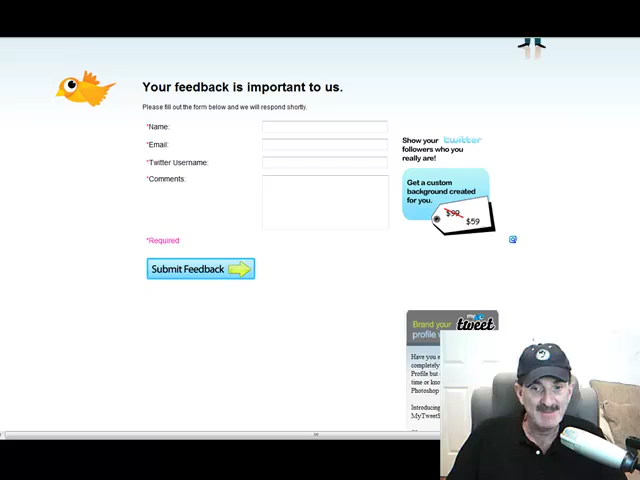 Your feedback is important to us.
Please fill out the form below and we will respond shortly.
*Name:
*Email:
*Twitter Username:
*Comments:
*Required
Submit Feedback
Show your twitter
followers who you
really are!
Get a custom
background created
for you.
$99
$59
Brand your
profile
my
tweet
Have you e
completely
Profile but
time or kno
Photoshop
Introducing
MyTweetS